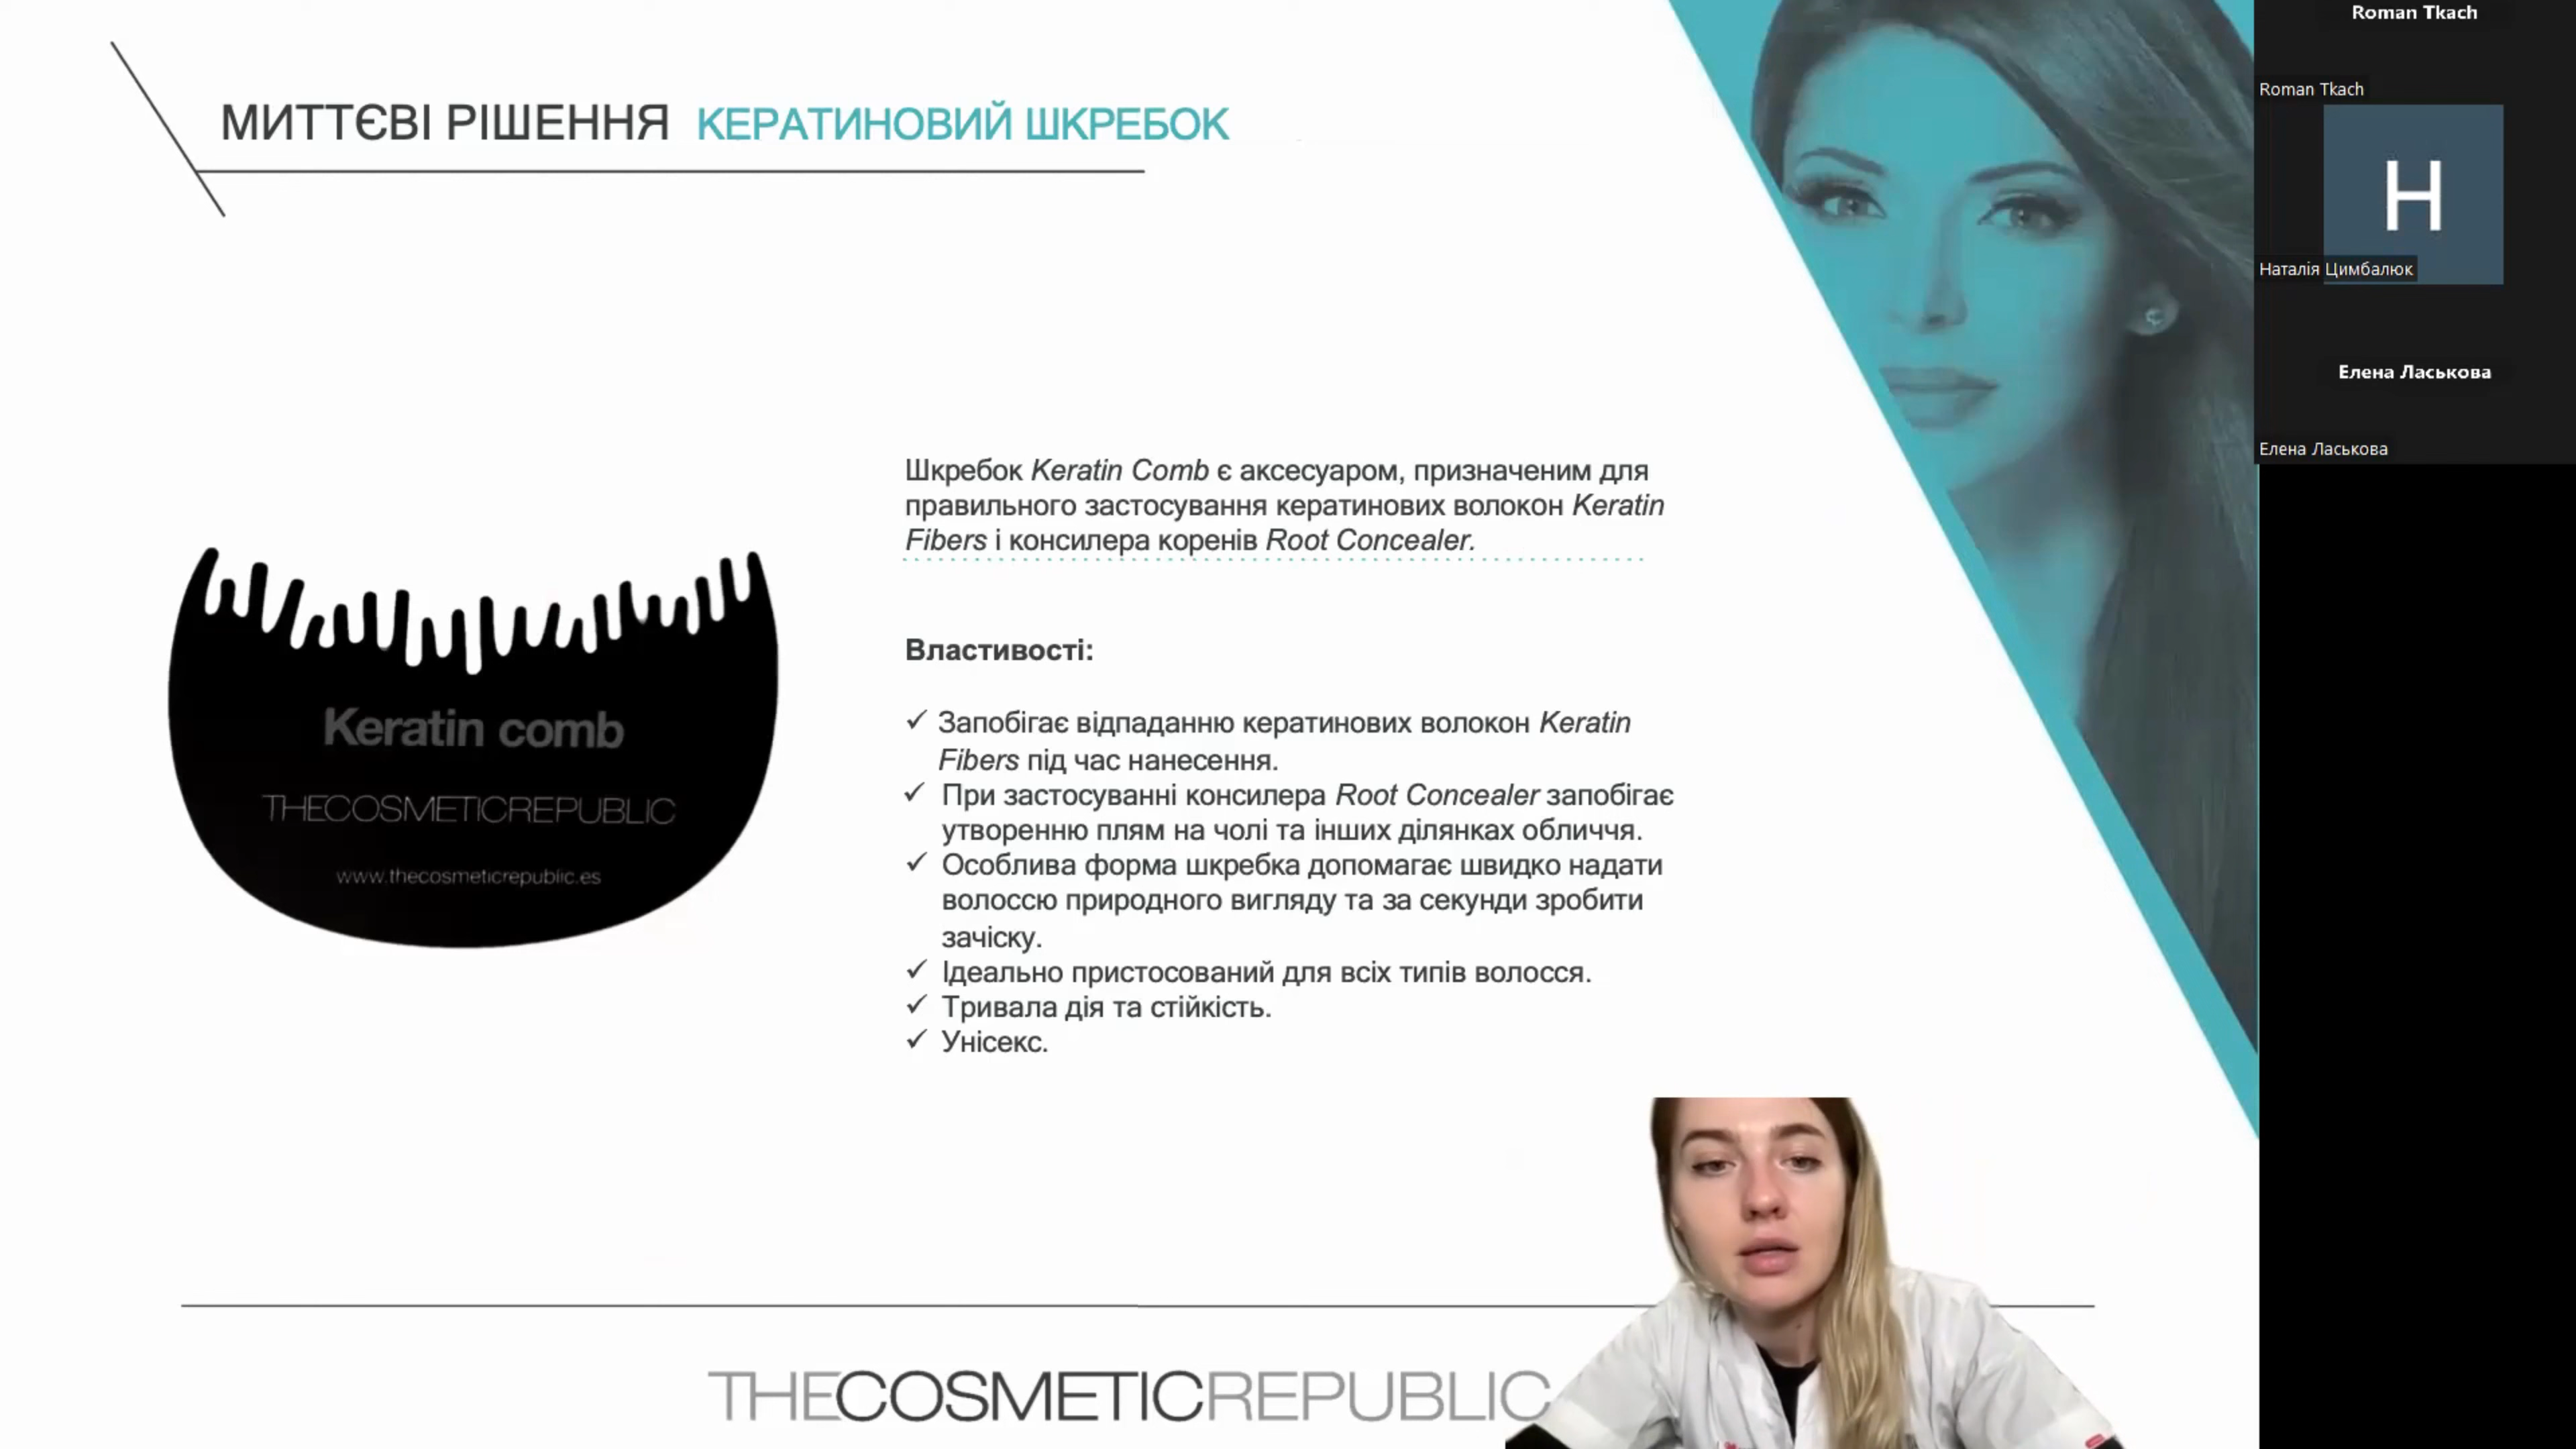 МИТТЄВІ РІШЕННЯ КЕРАТИНОВИЙ ШКРЕБОК
Шкребок Keratin Comb є аксесуаром, призначеним для
правильного застосування кератинових волокон Keratin
Fibers і консилера коренів Root Concealer.
Властивості:
✓ Запобігає відпаданню кератинових волокон Keratin
Fibers під час нанесення.
✓ При застосуванні консилера Root Concealer запобігає
утворенню плям на чолі та інших ділянках обличчя.
✓ Особлива форма шкребка допомагає швидко надати
волоссю природного вигляду та за секунди зробити
зачіску.
✓ Ідеально пристосований для всіх типів волосся.
✓ Тривала дія та стійкість.
✓ Унісекс.
Keratin comb
THECOSMETICREPUBLIC
www.thecosmeticrepublic.es
THECOSMETICREPUBLIC
Roman Tkach
Roman Tkach
Н
Наталія Цимбалюк
Елена Ласькова
Елена Ласькова